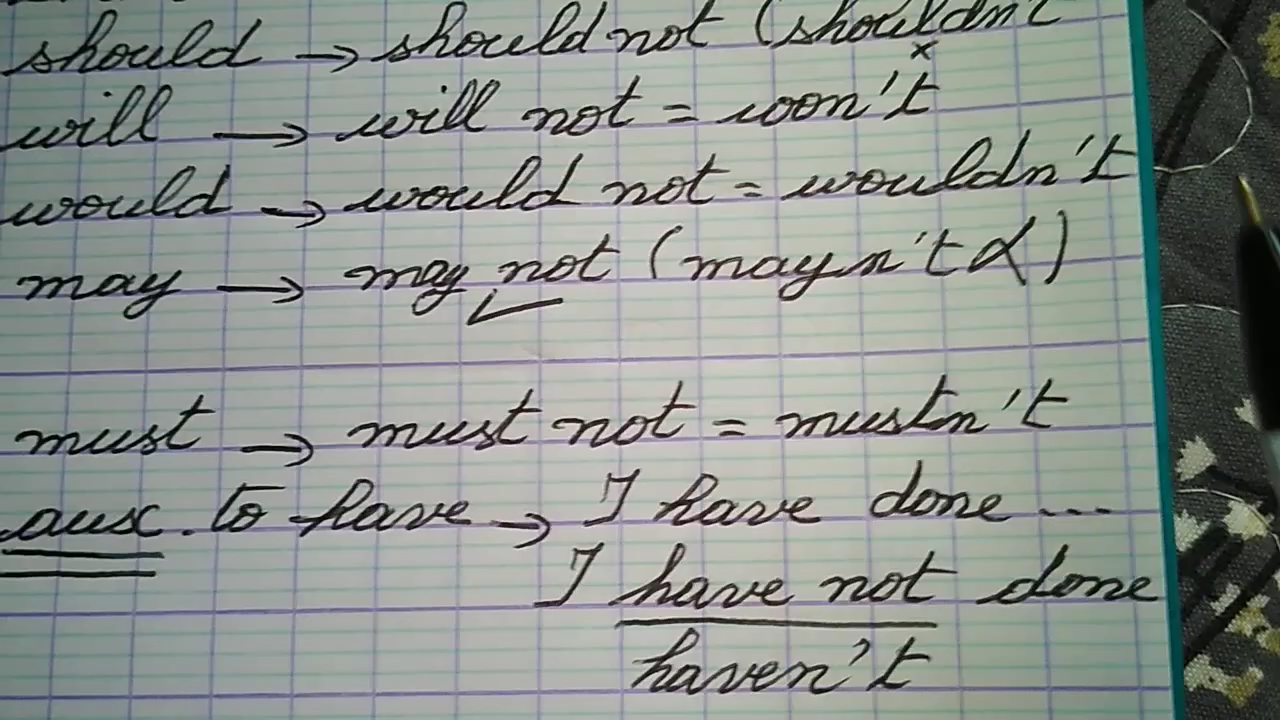 should → should not (shouldn't
x
will → will not = won't
would → would not = wouldn't
may → may not (mayn't X)
must → must not = mustn't
aux. to have → I have done ...
I have not done
haven't